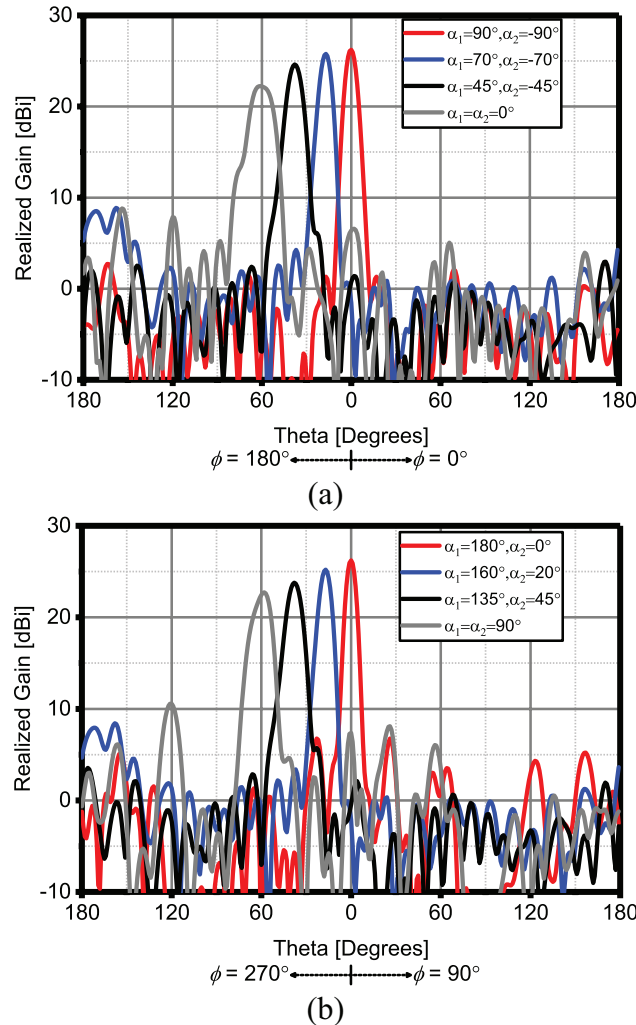 30
20
10
0
-10
Realized Gain [dBi]
α1=90°,α2=-90°
α1=70°,α2=-70°
α1=45°,α2=-45°
α1=α2=0°
180 120 60 0 60 120 180
Theta [Degrees]
ϕ = 180° ϕ = 0°
(a)
30
20
10
0
-10
Realized Gain [dBi]
α1=180°,α2=0°
α1=160°,α2=20°
α1=135°,α2=45°
α1=α2=90°
180 120 60 0 60 120 180
Theta [Degrees]
ϕ = 270° ϕ = 90°
(b)